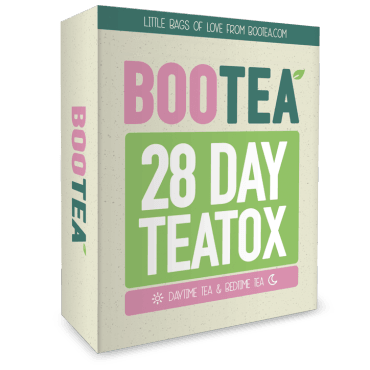 LITTLE BAGS OF LOVE FROM BOOTEA.COM
BOOTEA
28 DAY
TEATOX
DAYTIME TEA & BEDTIME TEA
BOOTEA